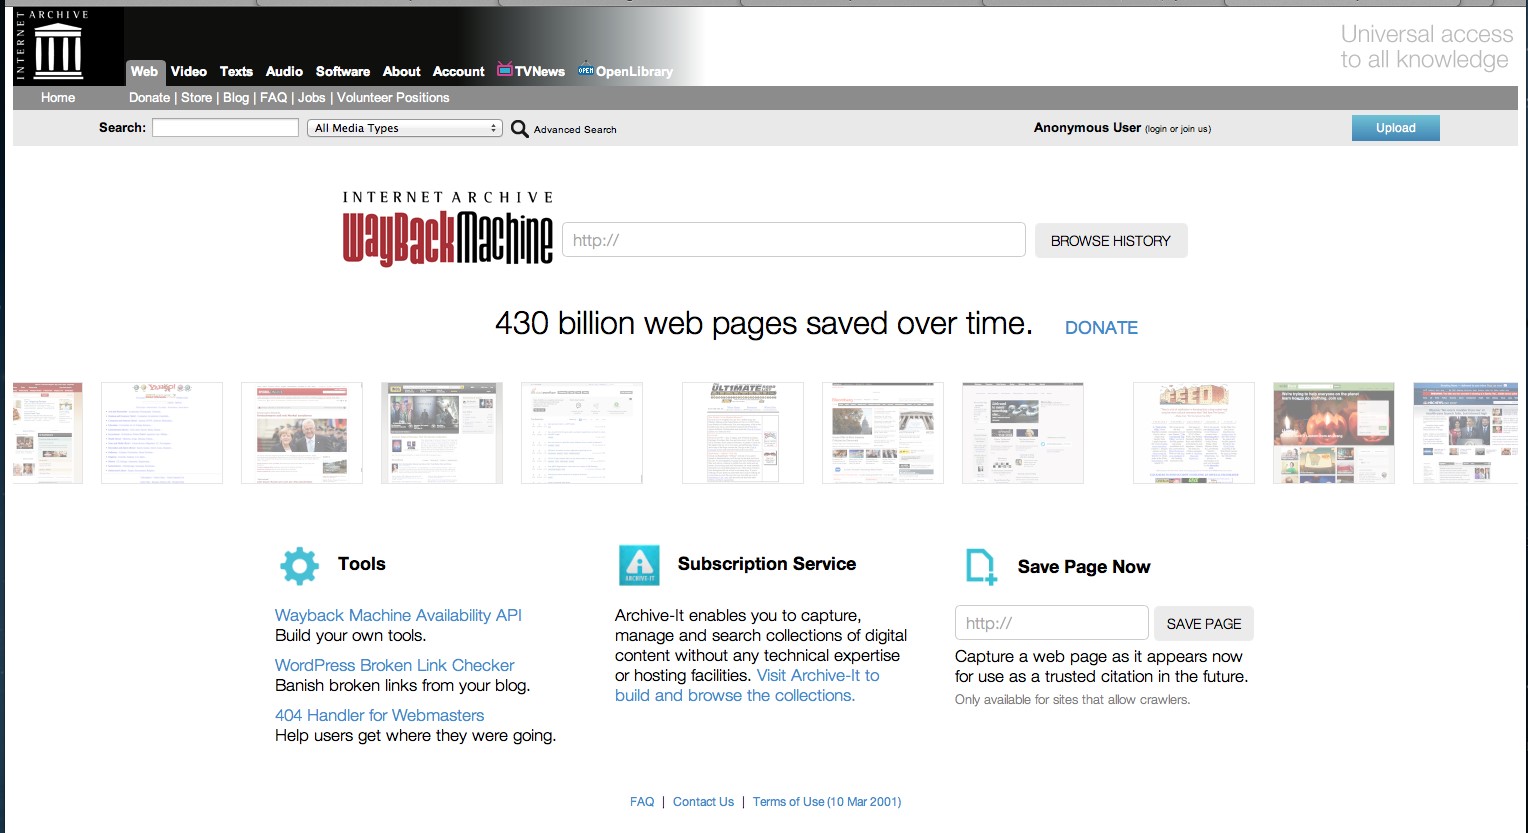 INTERNET ARCHIVE
Universal access
to all knowledge
Web Video Texts Audio Software About Account TVNews OPEN OpenLibrary
Home Donate | Store | Blog | FAQ | Jobs | Volunteer Positions
Search: All Media Types Advanced Search Anonymous User (login or join us) Upload
INTERNET ARCHIVE
WayBackMachine
http:// BROWSE HISTORY
430 billion web pages saved over time. DONATE
Yahoo!
ULTIMATE
FEED
Tools
Wayback Machine Availability API
Build your own tools.
WordPress Broken Link Checker
Banish broken links from your blog.
404 Handler for Webmasters
Help users get where they were going.
ARCHIVE-IT
Subscription Service
Archive-It enables you to capture,
manage and search collections of digital
content without any technical expertise
or hosting facilities. Visit Archive-It to
build and browse the collections.
Save Page Now
http:// SAVE PAGE
Capture a web page as it appears now
for use as a trusted citation in the future.
Only available for sites that allow crawlers.
FAQ | Contact Us | Terms of Use (10 Mar 2001)